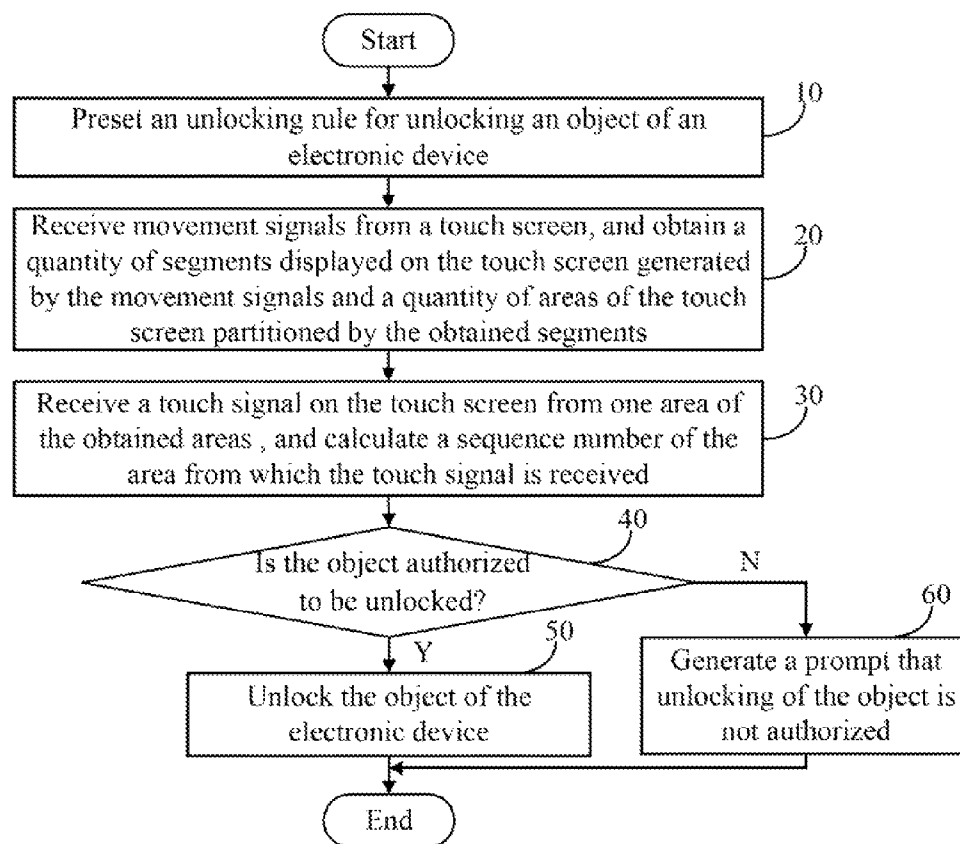 Start
10
Preset an unlocking rule for unlocking an object of an
electronic device
Receive movement signals from a touch screen, and obtain a
quantity of segments displayed on the touch screen generated
by the movement signals and a quantity of areas of the touch
screen partitioned by the obtained segments
20
Receive a touch signal on the touch screen from one area of
the obtained areas , and calculate a sequence number of the
area from which the touch signal is received
30
40
Is the object authorized
to be unlocked?
N
Y
50
60
Unlock the object of the
electronic device
Generate a prompt that
unlocking of the object is
not authorized
End